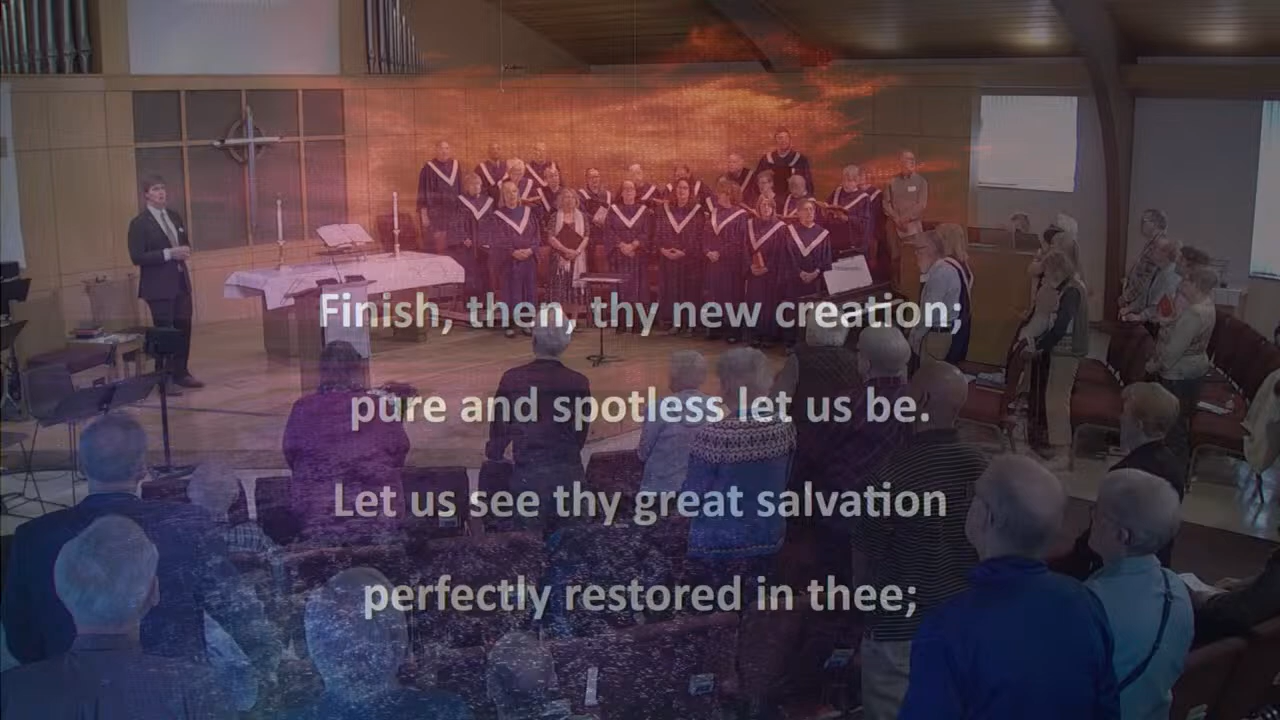 Finish, then, thy new creation;
pure and spotless let us be.
Let us see thy great salvation
perfectly restored in thee;